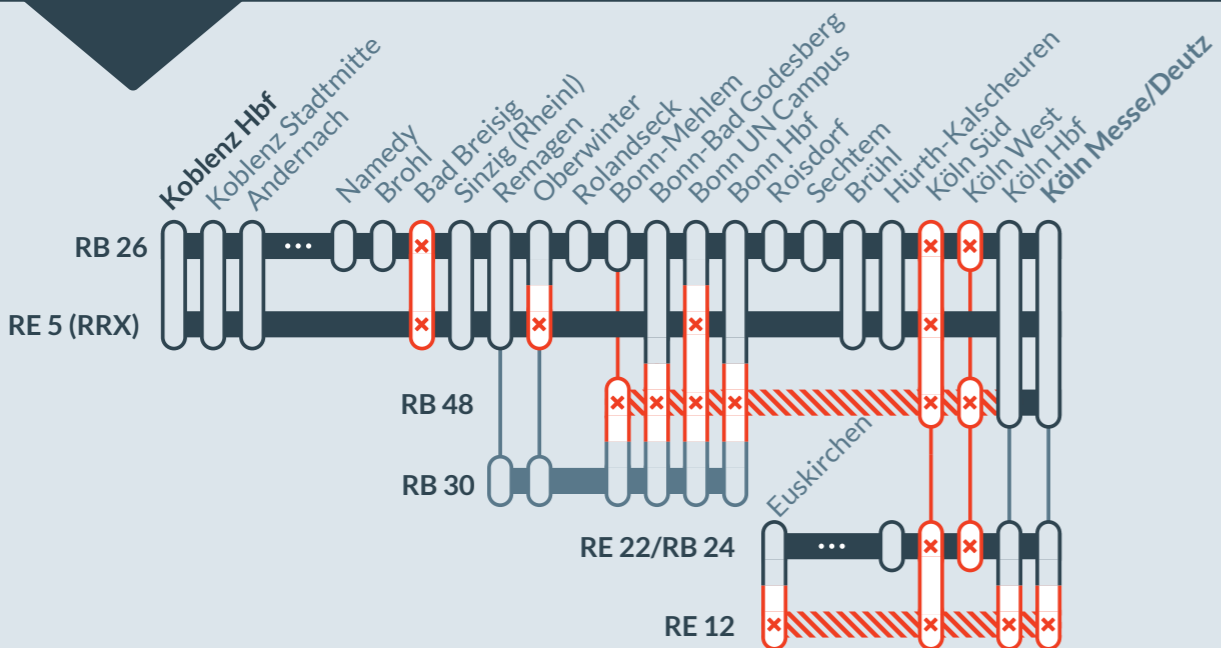 Koblenz Hbf
Koblenz Stadtmitte
Andernach
Namedy
Brohl
Bad Breisig
Sinzig (Rheinl)
Remagen
Oberwinter
Rolandseck
Bonn-Mehlem
Bonn-Bad Godesberg
Bonn UN Campus
Bonn Hbf
Roisdorf
Sechtem
Brühl
Hürth-Kalscheuren
Köln Süd
Köln West
Köln Hbf
Köln Messe/Deutz
RB 26
...
RE 5 (RRX)
RB 48
RB 30
Euskirchen
RE 22/RB 24
...
RE 12